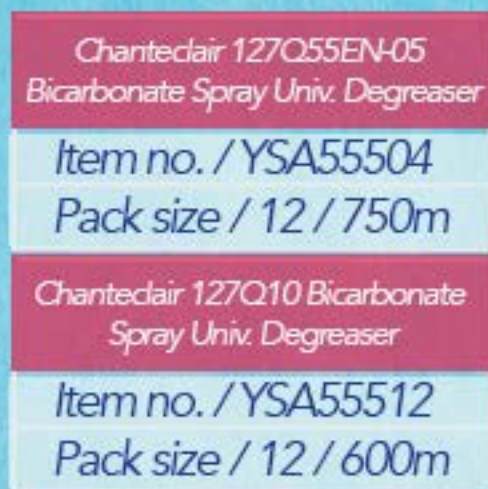 Chanteclair 127Q55EN-05
Bicarbonate Spray Univ. Degreaser
Item no. / YSA55504
Pack size / 12 / 750m
Chanteclair 127Q10 Bicarbonate
Spray Univ. Degreaser
Item no. / YSA55512
Pack size / 12 / 600m